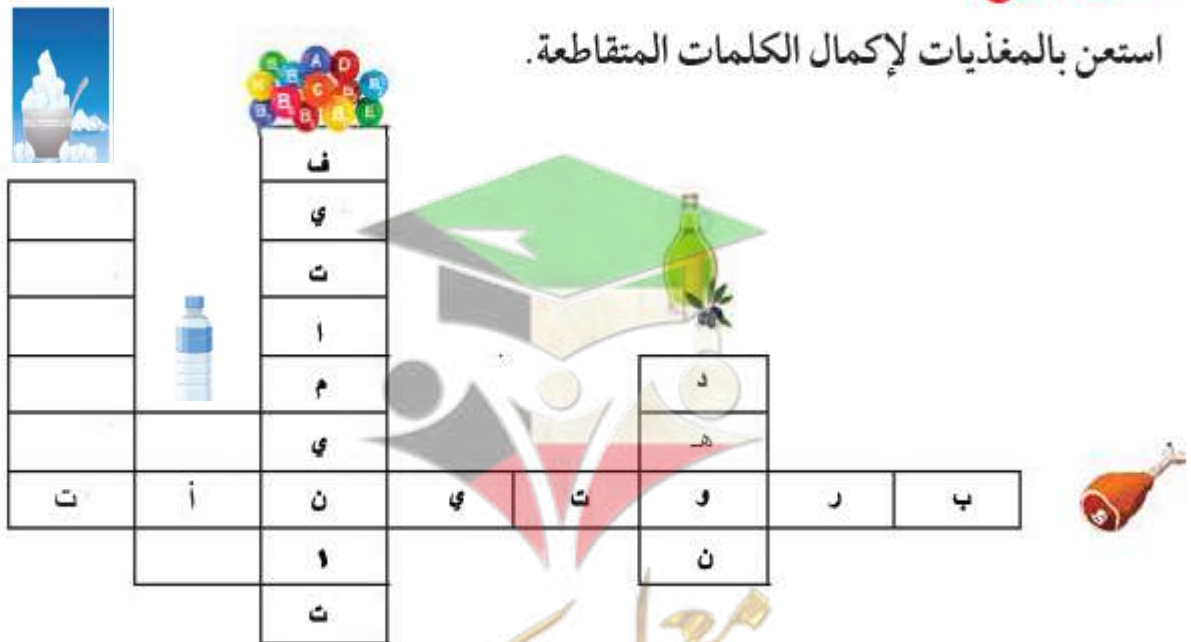 استعن بالمغذيات لإكمال الكلمات المتقاطعة.
ف
ي
ت
ا
م د
ي هـ
ب ر و ت ي ن أ ت
ا ن
ت